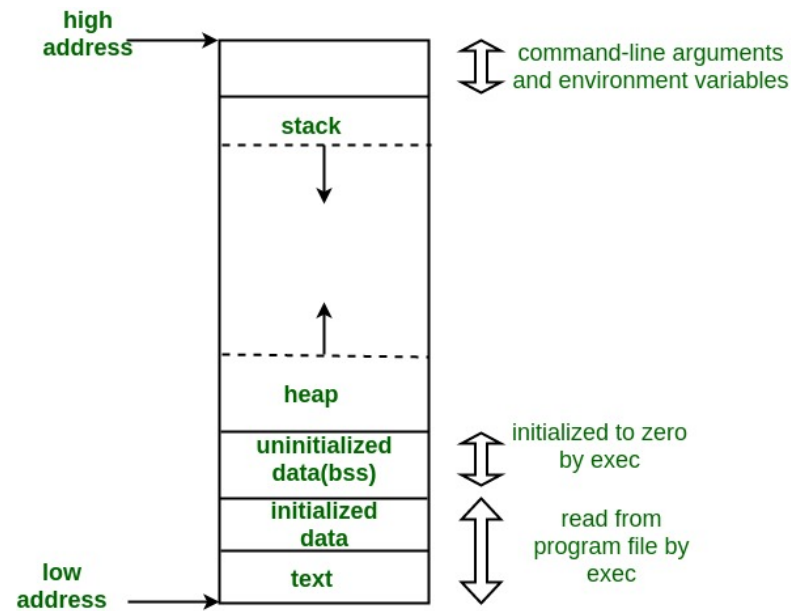 high
address
command-line arguments
and environment variables
stack
heap
uninitialized
data(bss)
initialized to zero
by exec
initialized
data
read from
program file by
exec
text
low
address